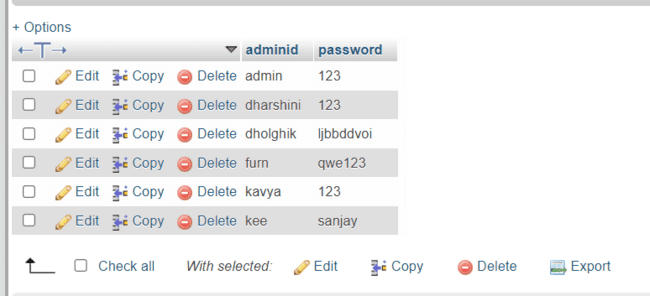 + Options
←T→ adminid password
Edit Copy Delete admin 123
Edit Copy Delete dharshini 123
Edit Copy Delete dholghik ljbbddvoi
Edit Copy Delete furn qwe123
Edit Copy Delete kavya 123
Edit Copy Delete kee sanjay
Check all With selected: Edit Copy Delete Export